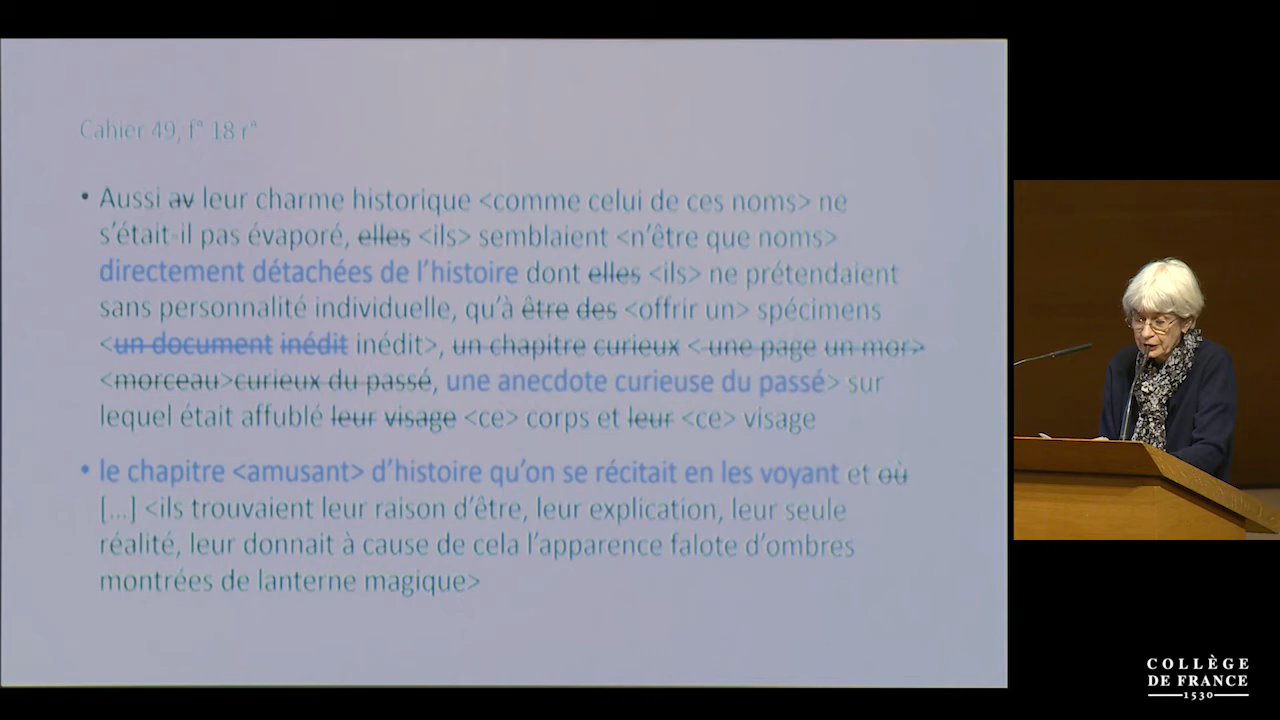 Cahier 49, f° 18 r°
• Aussi av leur charme historique <comme celui de ces noms> ne
s'était-il pas évaporé, elles <ils> semblaient <n'être que noms>
directement détachées de l'histoire dont elles <ils> ne prétendaient
sans personnalité individuelle, qu'à être des <offrir un> spécimens
<un document inédit inédit>, un chapitre curieux < une page un mor>
<morceau>curieux du passé, une anecdote curieuse du passé> sur
lequel était affublé leur visage <ce> corps et leur <ce> visage
• le chapitre <amusant> d'histoire qu'on se récitait en les voyant et où
[...] <ils trouvaient leur raison d'être, leur explication, leur seule
réalité, leur donnait à cause de cela l'apparence falote d'ombres
montrées de lanterne magique>
COLLÈGE
DE FRANCE
1530